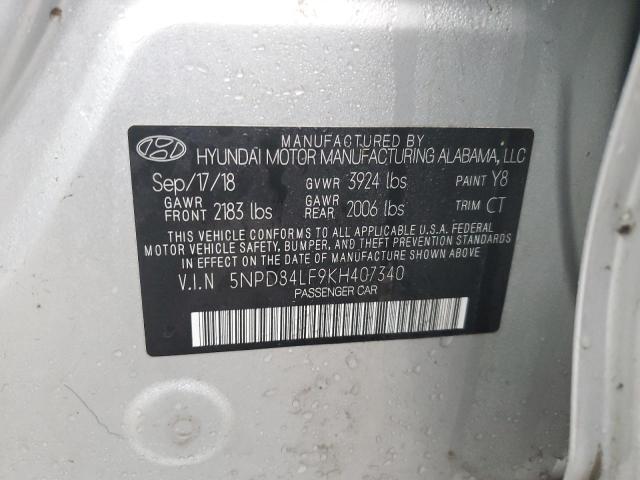 MANUFACTURED BY
HYUNDAI MOTOR MANUFACTURING ALABAMA, LLC
Sep/17/18 GVWR 3924 lbs PAINT Y8
GAWR FRONT 2183 lbs GAWR REAR 2006 lbs TRIM CT
THIS VEHICLE CONFORMS TO ALL APPLICABLE U.S.A. FEDERAL
MOTOR VEHICLE SAFETY, BUMPER, AND THEFT PREVENTION STANDARDS
IN EFFECT ON THE DATE OF MANUFACTURE SHOWN ABOVE.
V.I.N 5NPD84LF9KH407340
PASSENGER CAR